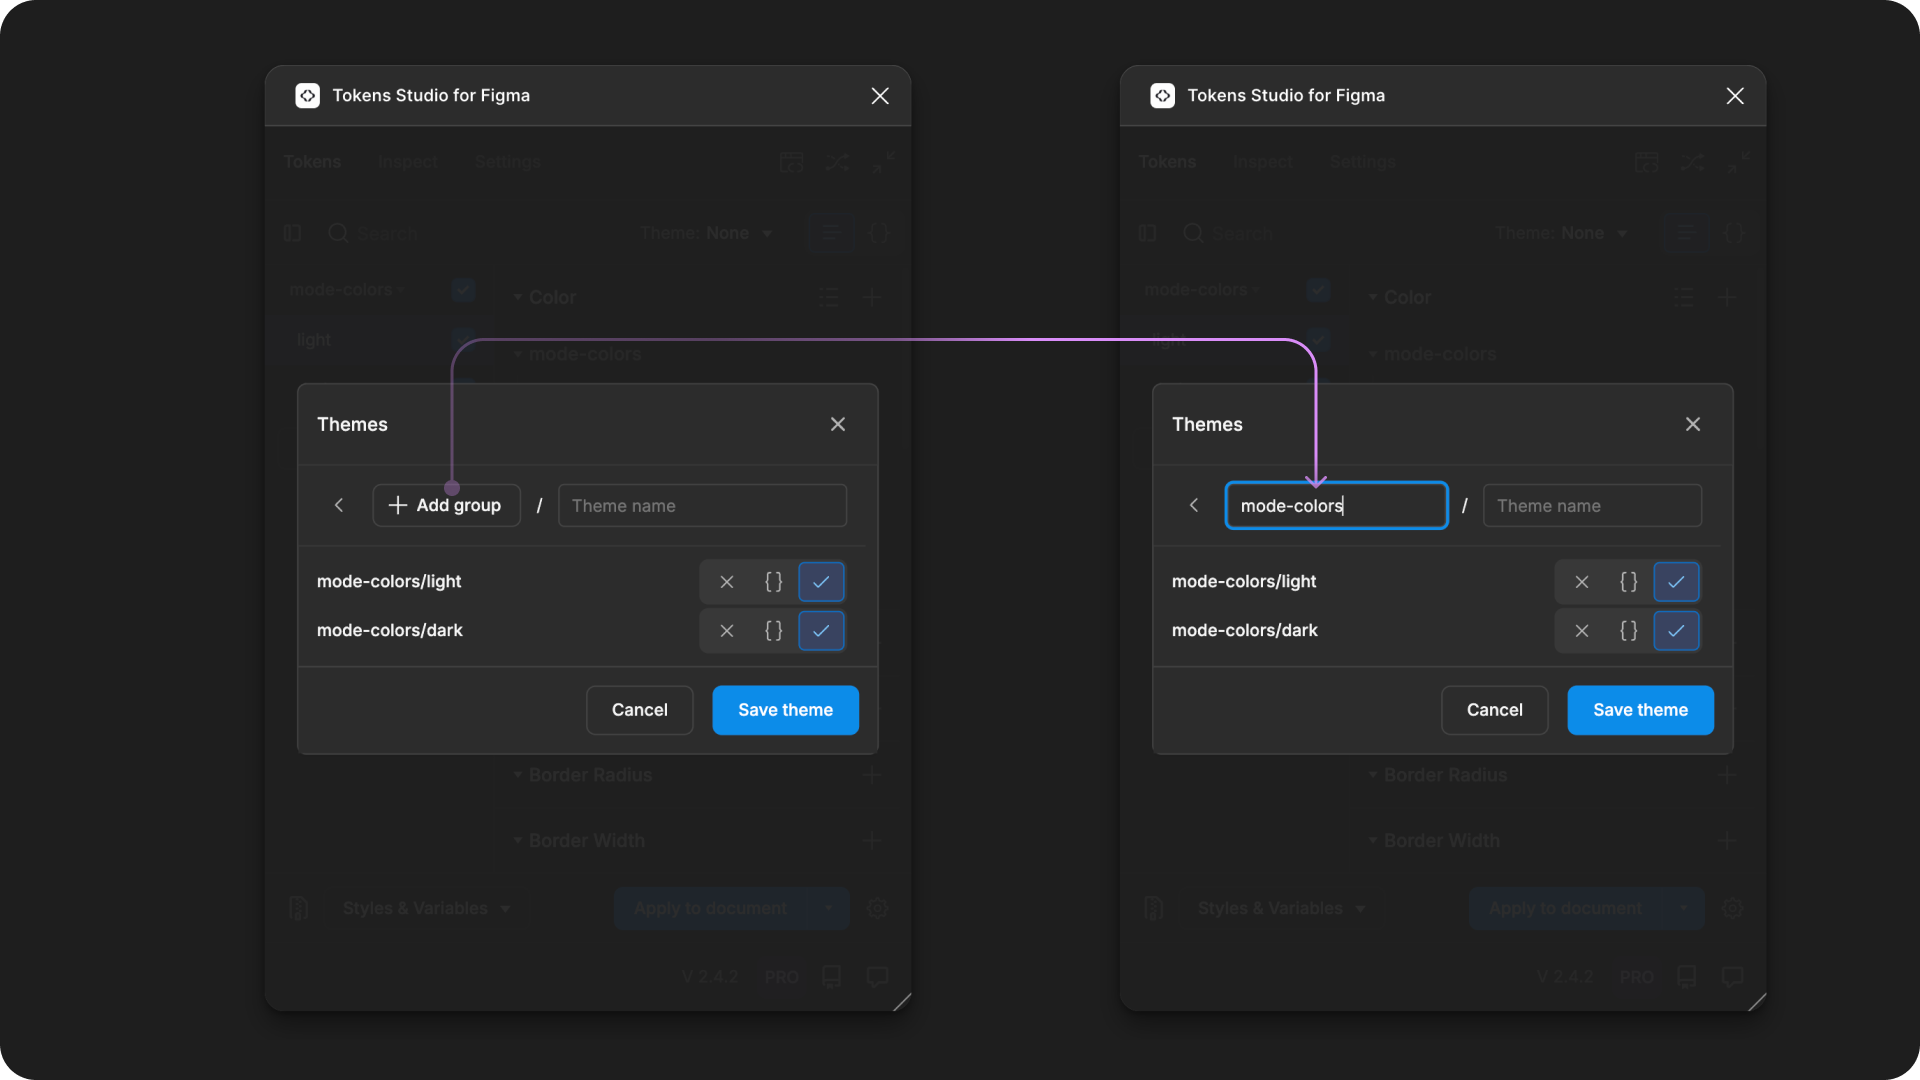 Tokens Studio for Figma
Tokens Inspect Settings
Search Theme: None { }
mode-colors
Color
light
mode-colors
Themes
Add group / Theme name
mode-colors/light { }
mode-colors/dark { }
Cancel Save theme
Border Radius
Border Width
Styles & Variables Apply to document
V 2.4.2 PRO
Tokens Studio for Figma
Tokens Inspect Settings
Search Theme: None { }
mode-colors
Color
light
mode-colors
Themes
mode-colors / Theme name
mode-colors/light { }
mode-colors/dark { }
Cancel Save theme
Border Radius
Border Width
Styles & Variables Apply to document
V 2.4.2 PRO